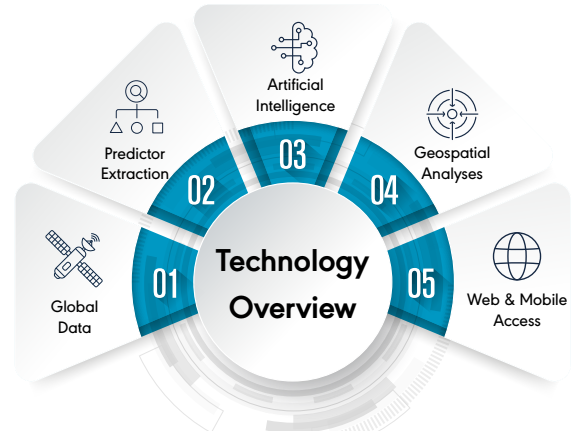 Technology
Overview
01
Global
Data
02
Predictor
Extraction
03
Artificial
Intelligence
04
Geospatial
Analyses
05
Web & Mobile
Access